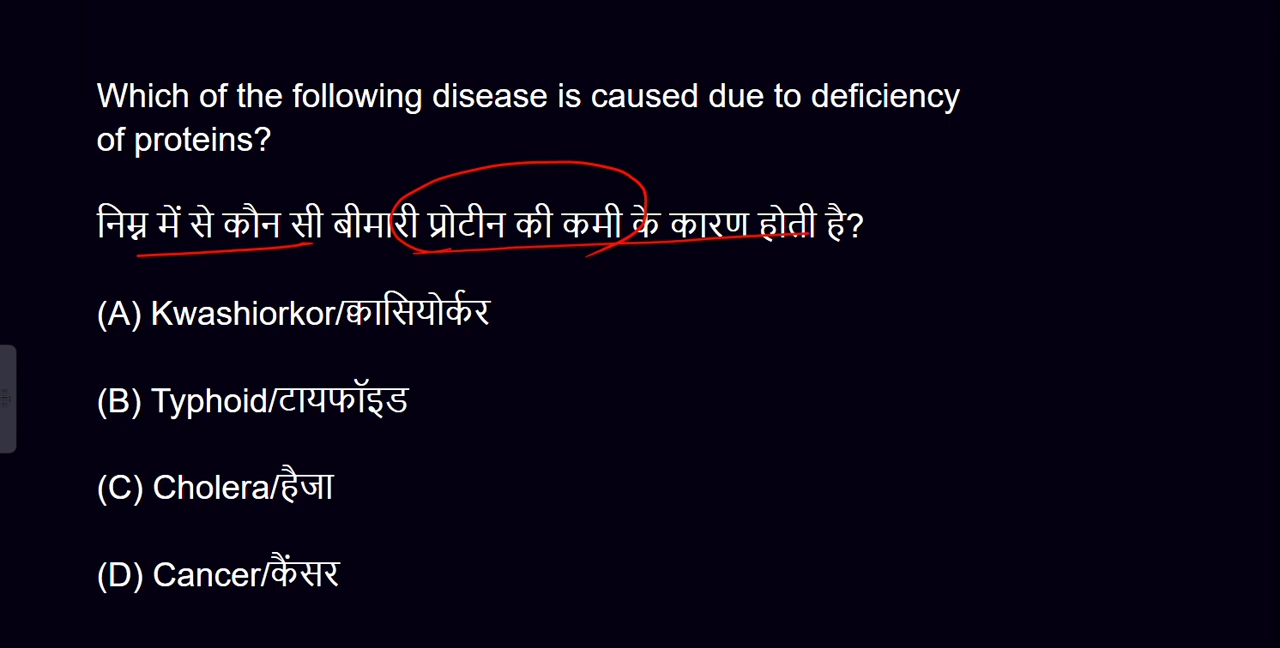 Which of the following disease is caused due to deficiency
of proteins?
निम्न में से कौन सी बीमारी प्रोटीन की कमी के कारण होती है?
(A) Kwashiorkor/क्वासियोर्कर
(B) Typhoid/टायफॉइड
(C) Cholera/हैजा
(D) Cancer/कैंसर